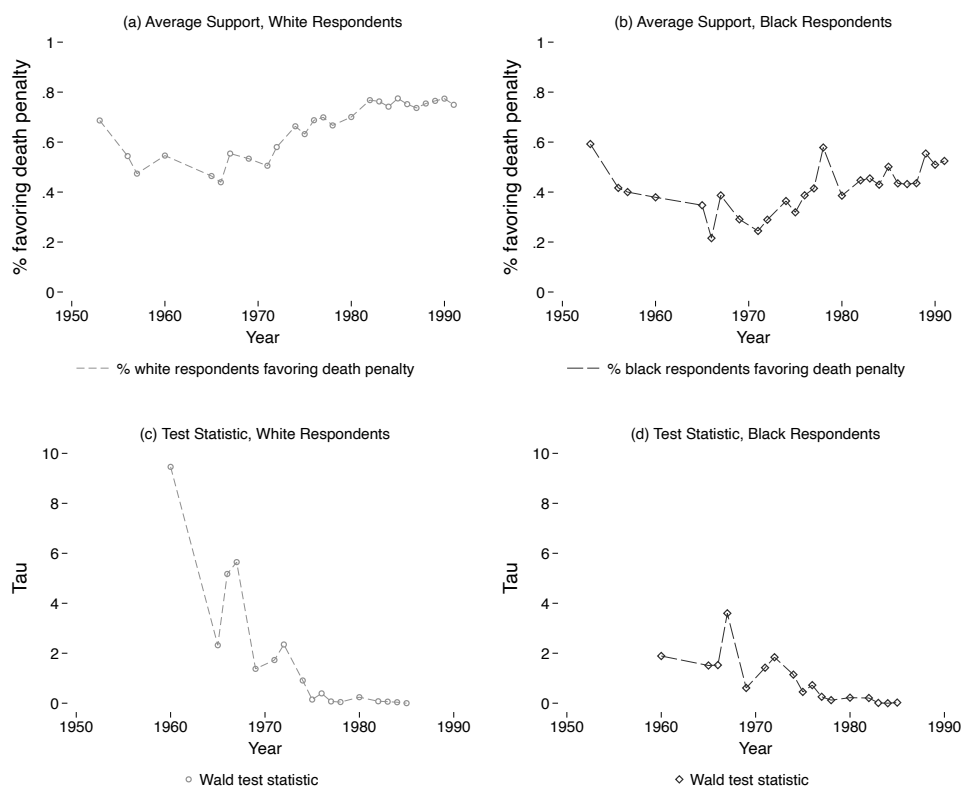 (a) Average Support, White Respondents
% favoring death penalty
1
.8
.6
.4
.2
0
1950 1960 1970 1980 1990
Year
% white respondents favoring death penalty
(b) Average Support, Black Respondents
% favoring death penalty
1
.8
.6
.4
.2
0
1950 1960 1970 1980 1990
Year
% black respondents favoring death penalty
(c) Test Statistic, White Respondents
Tau
10
8
6
4
2
0
1950 1960 1970 1980 1990
Year
Wald test statistic
(d) Test Statistic, Black Respondents
Tau
10
8
6
4
2
0
1950 1960 1970 1980 1990
Year
Wald test statistic